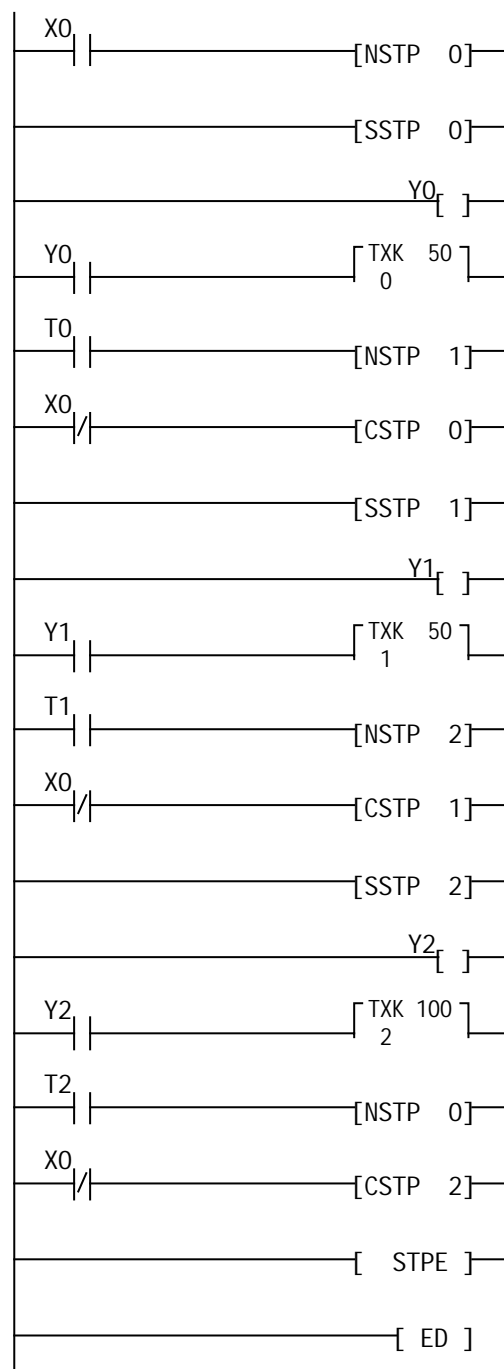 X0
[NSTP 0]
[SSTP 0]
Y0
[ ]
Y0
TXK 50
0
T0
[NSTP 1]
X0
[CSTP 0]
[SSTP 1]
Y1
[ ]
Y1
TXK 50
1
T1
[NSTP 2]
X0
[CSTP 1]
[SSTP 2]
Y2
[ ]
Y2
TXK 100
2
T2
[NSTP 0]
X0
[CSTP 2]
[ STPE ]
[ ED ]